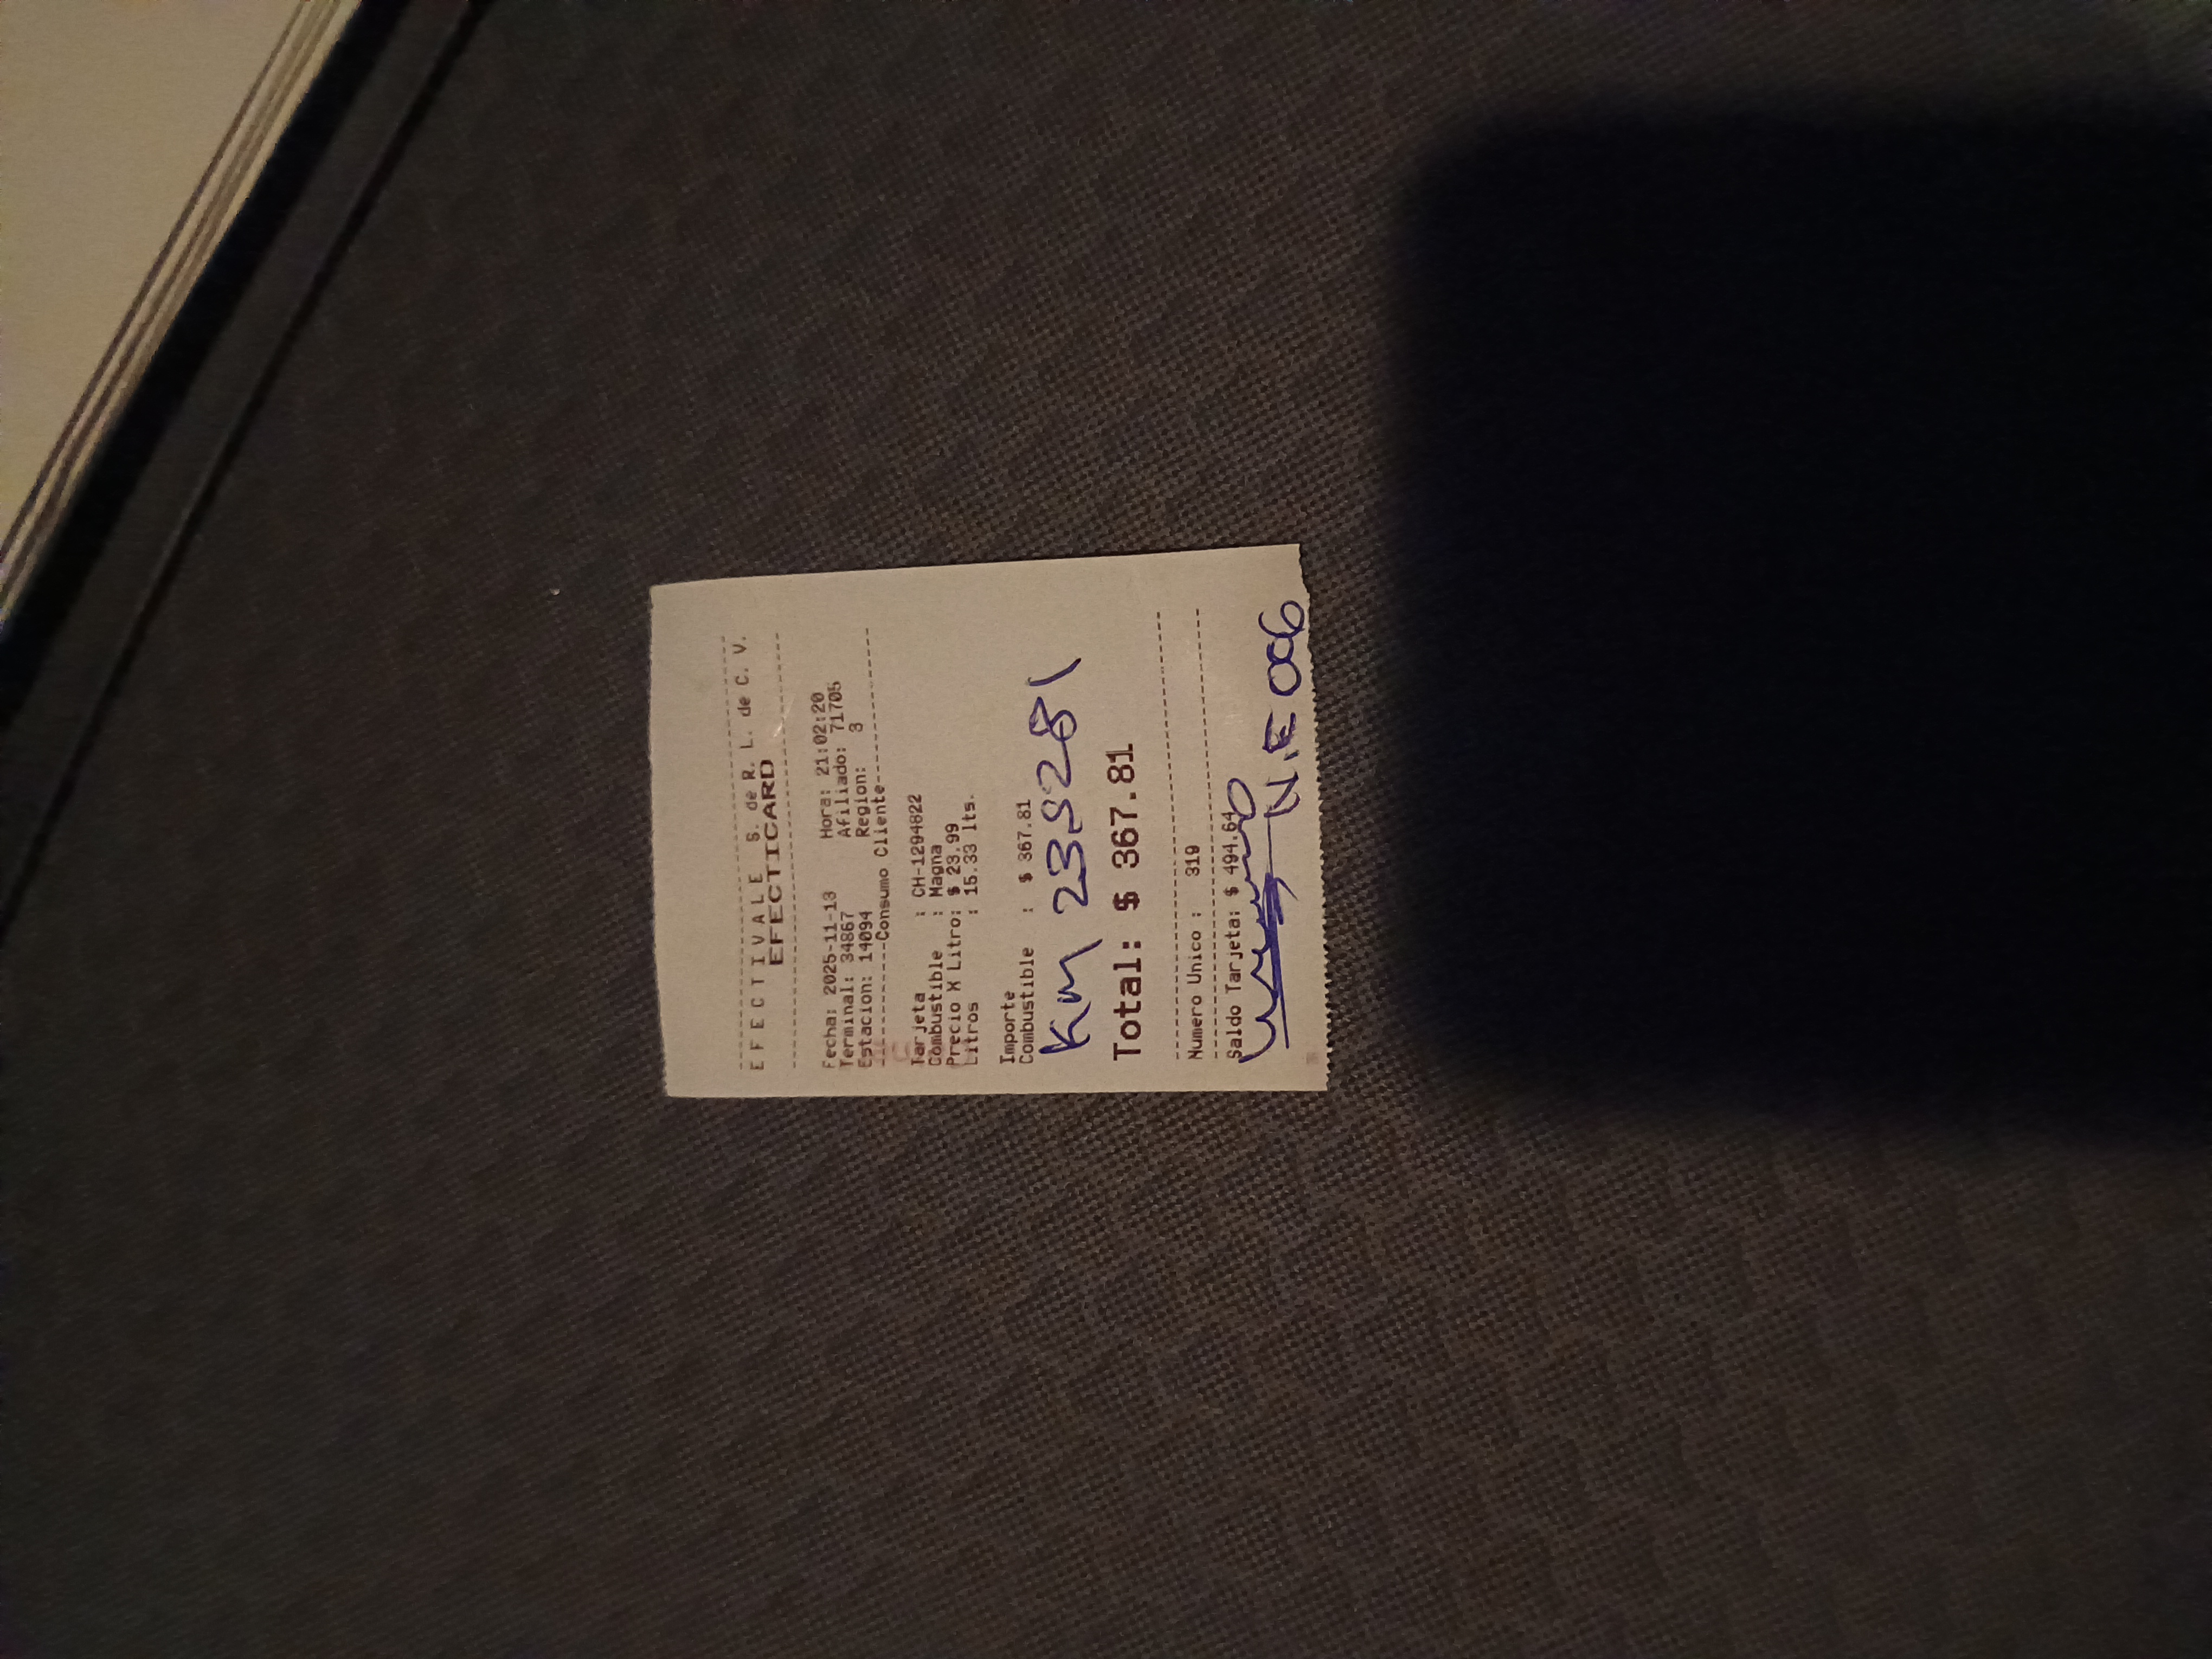 EFECTIVALE S. de R. L. de C. V.
EFECTICARD
Fecha: 2025-11-13 Hora: 21:02:20
Terminal: 34867 Afiliado: 71705
Estacion: 14094 Region: 3
Consumo Cliente
Tarjeta : CH-1294822
Combustible : Magna
Precio X Litro: $ 23.99
Litros : 15.33 lts.
Importe
Combustible : $ 367.81
Km
Total: $ 367.81
Numero Unico : 319
Saldo Tarjeta: $ 494.64
N.E 006